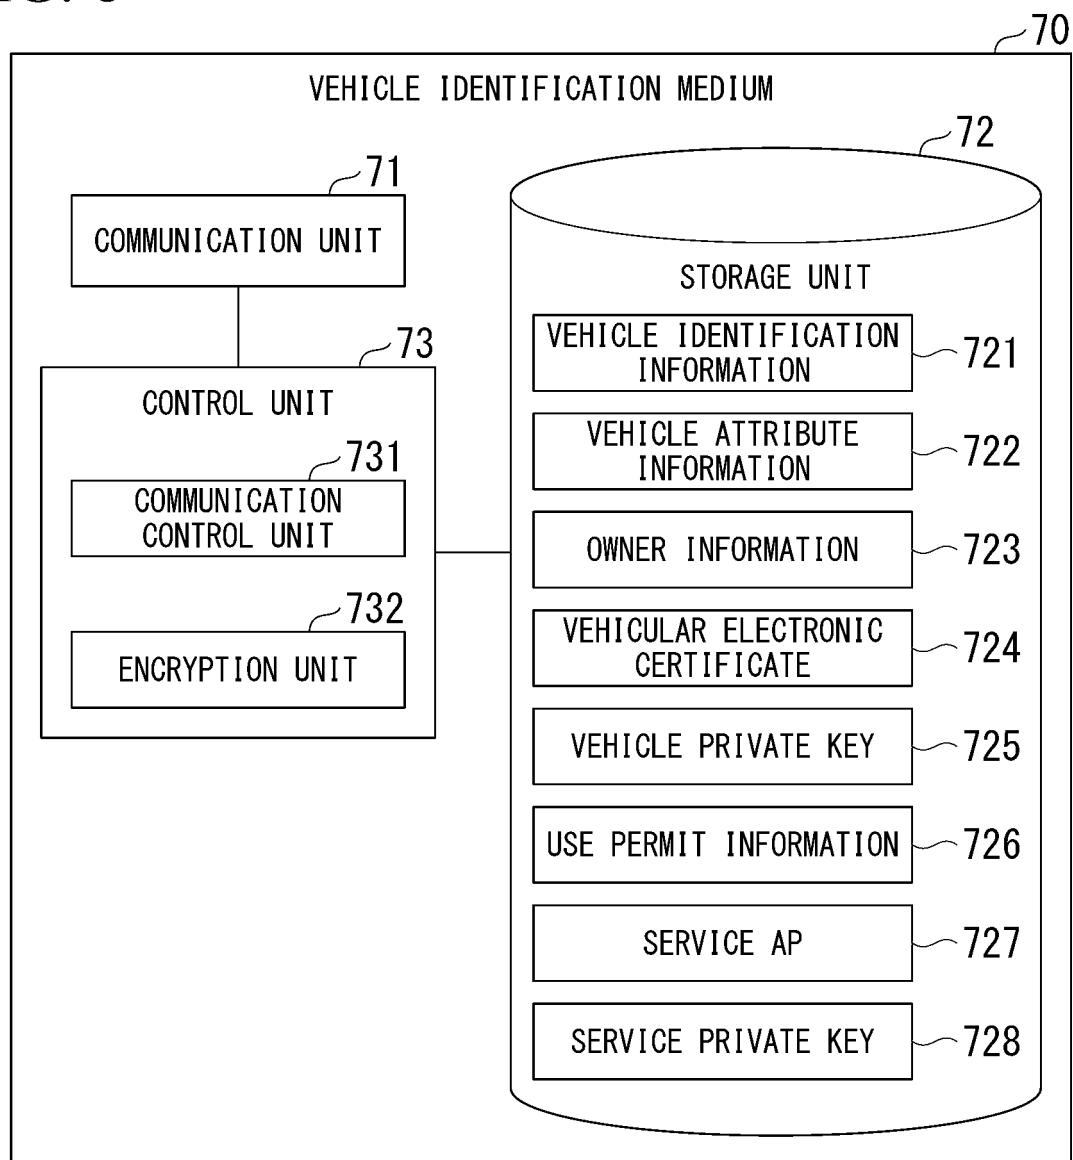 70
VEHICLE IDENTIFICATION MEDIUM
71
COMMUNICATION UNIT
73
CONTROL UNIT
731
COMMUNICATION
CONTROL UNIT
732
ENCRYPTION UNIT
72
STORAGE UNIT
VEHICLE IDENTIFICATION
INFORMATION
721
VEHICLE ATTRIBUTE
INFORMATION
722
OWNER INFORMATION
723
VEHICULAR ELECTRONIC
CERTIFICATE
724
VEHICLE PRIVATE KEY
725
USE PERMIT INFORMATION
726
SERVICE AP
727
SERVICE PRIVATE KEY
728